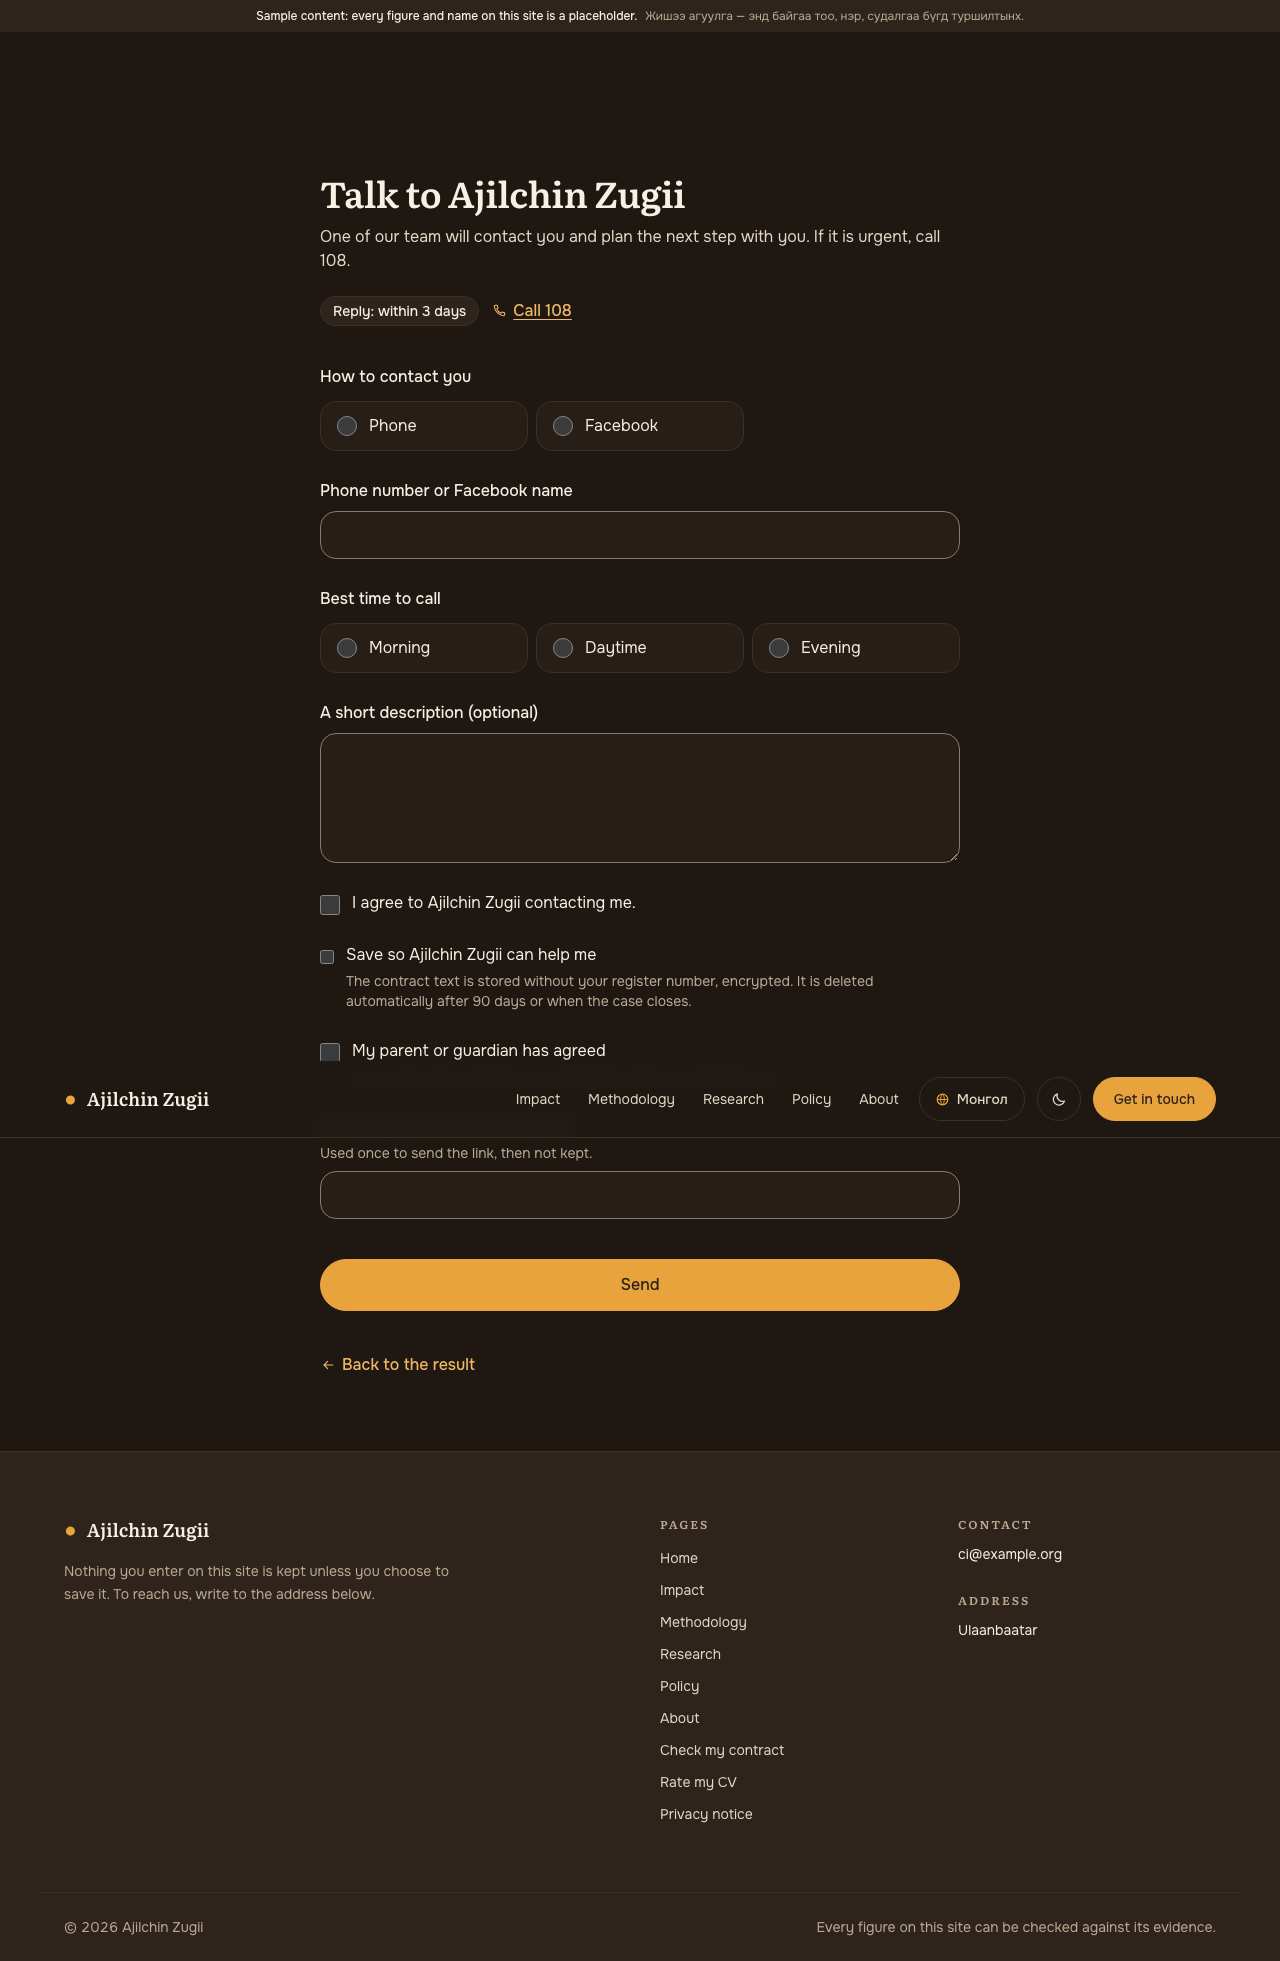 Sample content: every figure and name on this site is a placeholder. Жишээ агуулга — энд байгаа тоо, нэр, судалгаа бүгд туршилтынх.
Talk to Ajilchin Zugii
One of our team will contact you and plan the next step with you. If it is urgent, call
108.
Reply: within 3 days
Call 108
How to contact you
Phone
Facebook
Phone number or Facebook name
Best time to call
Morning
Daytime
Evening
A short description (optional)
I agree to Ajilchin Zugii contacting me.
Save so Ajilchin Zugii can help me
The contract text is stored without your register number, encrypted. It is deleted
automatically after 90 days or when the case closes.
My parent or guardian has agreed
Ajilchin Zugii
Impact
Methodology
Research
Policy
About
Монгол
Get in touch
Used once to send the link, then not kept.
Send
← Back to the result
Ajilchin Zugii
Nothing you enter on this site is kept unless you choose to
save it. To reach us, write to the address below.
PAGES
Home
Impact
Methodology
Research
Policy
About
Check my contract
Rate my CV
Privacy notice
CONTACT
ci@example.org
ADDRESS
Ulaanbaatar
© 2026 Ajilchin Zugii
Every figure on this site can be checked against its evidence.